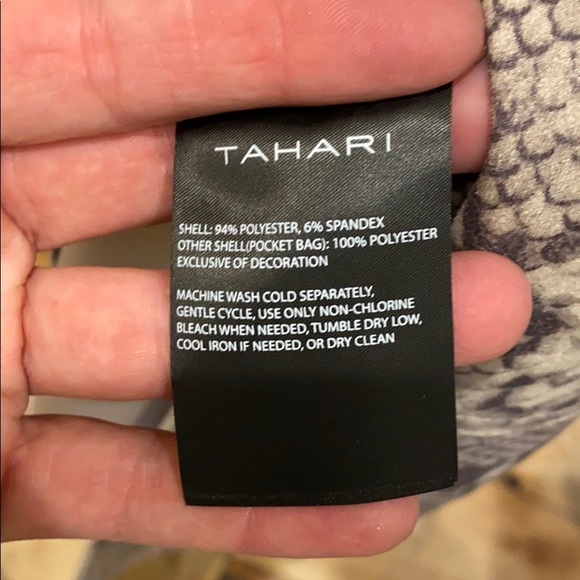 TAHARI
SHELL: 94% POLYESTER, 6% SPANDEX
OTHER SHELL(POCKET BAG): 100% POLYESTER
EXCLUSIVE OF DECORATION
MACHINE WASH COLD SEPARATELY,
GENTLE CYCLE, USE ONLY NON-CHLORINE
BLEACH WHEN NEEDED, TUMBLE DRY LOW,
COOL IRON IF NEEDED, OR DRY CLEAN